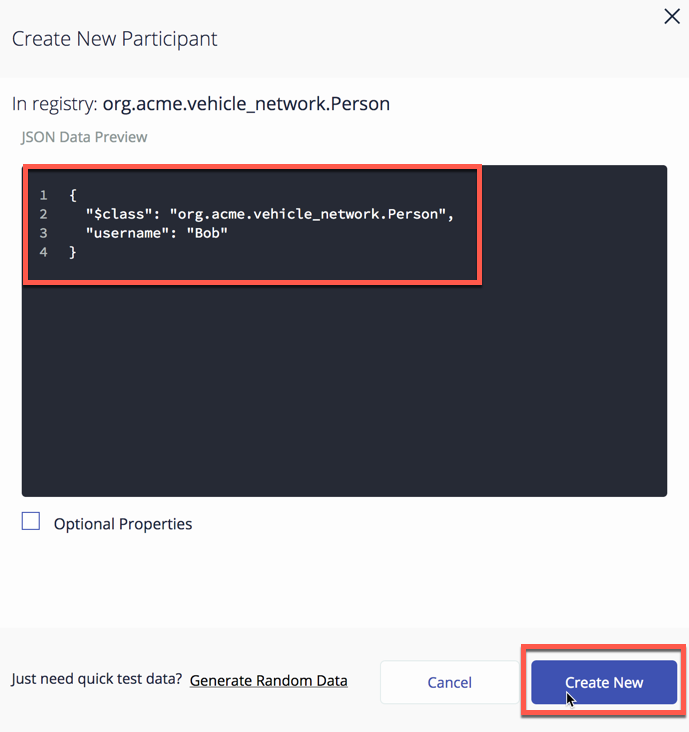 Create New Participant
In registry: org.acme.vehicle_network.Person
JSON Data Preview
1 {
2 "$class": "org.acme.vehicle_network.Person",
3 "username": "Bob"
4 }
Optional Properties
Just need quick test data? Generate Random Data
Cancel
Create New